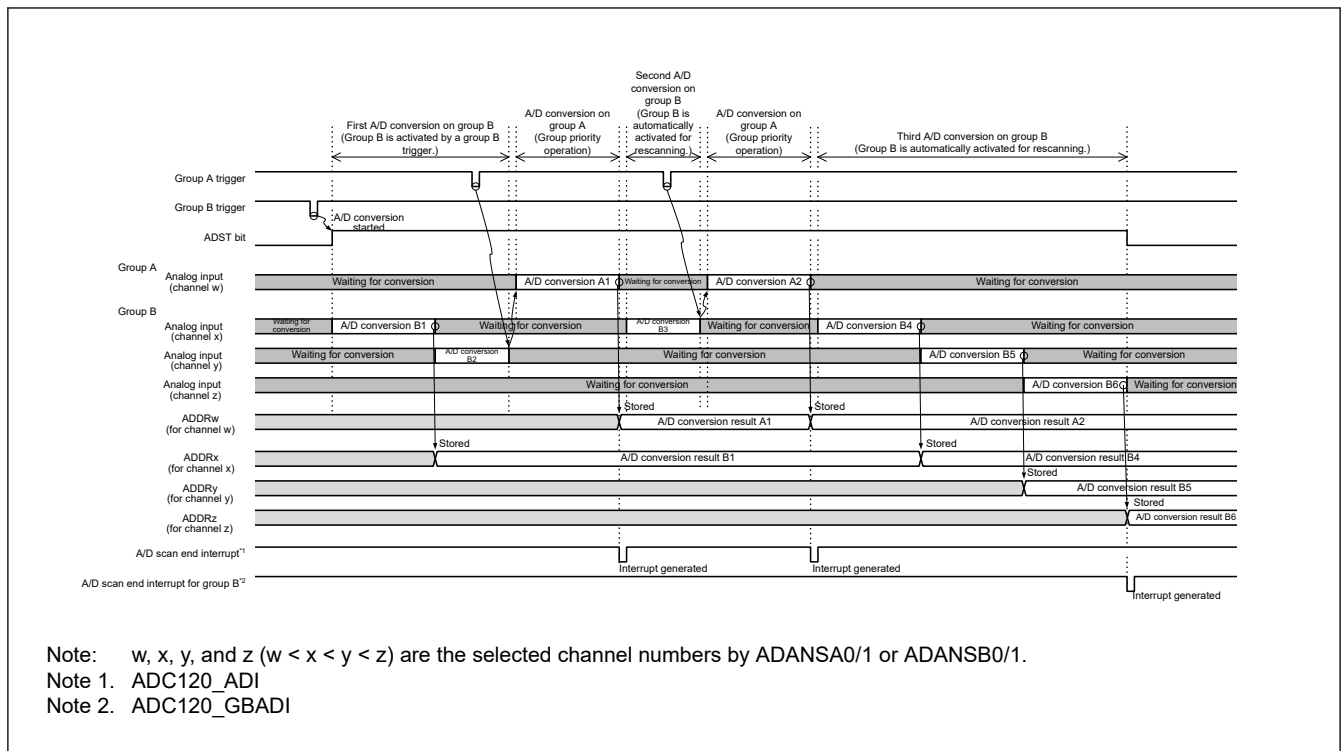 Second A/D
conversion on
group B
(Group B is
automatically
activated for
rescanning.)
First A/D conversion on group B
(Group B is activated by a group B
trigger.)
A/D conversion on
group A
(Group priority
operation)
A/D conversion on
group A
(Group priority
operation)
Third A/D conversion on group B
(Group B is automatically activated for rescanning.)
Group A trigger
Group B trigger
A/D conversion
started
ADST bit
Group A
Analog input
(channel w)
Waiting for conversion
A/D conversion A1
Waiting for conversion
A/D conversion A2
Waiting for conversion
Group B
Analog input
(channel x)
Waiting for
conversion
A/D conversion B1
Waiting for conversion
A/D conversion
B3
Waiting for conversion
A/D conversion B4
Waiting for conversion
Analog input
(channel y)
Waiting for conversion
A/D conversion
B2
Waiting for conversion
A/D conversion B5
Waiting for conversion
Analog input
(channel z)
Waiting for conversion
A/D conversion B6
Waiting for conversion
Stored
Stored
ADDRw
(for channel w)
A/D conversion result A1
A/D conversion result A2
Stored
Stored
ADDRx
(for channel x)
A/D conversion result B1
A/D conversion result B4
Stored
ADDRy
(for channel y)
A/D conversion result B5
Stored
ADDRz
(for channel z)
A/D conversion result B6
A/D scan end interrupt*1
Interrupt generated
Interrupt generated
A/D scan end interrupt for group B*2
Interrupt generated
Note: w, x, y, and z (w < x < y < z) are the selected channel numbers by ADANSA0/1 or ADANSB0/1.
Note 1. ADC120_ADI
Note 2. ADC120_GBADI